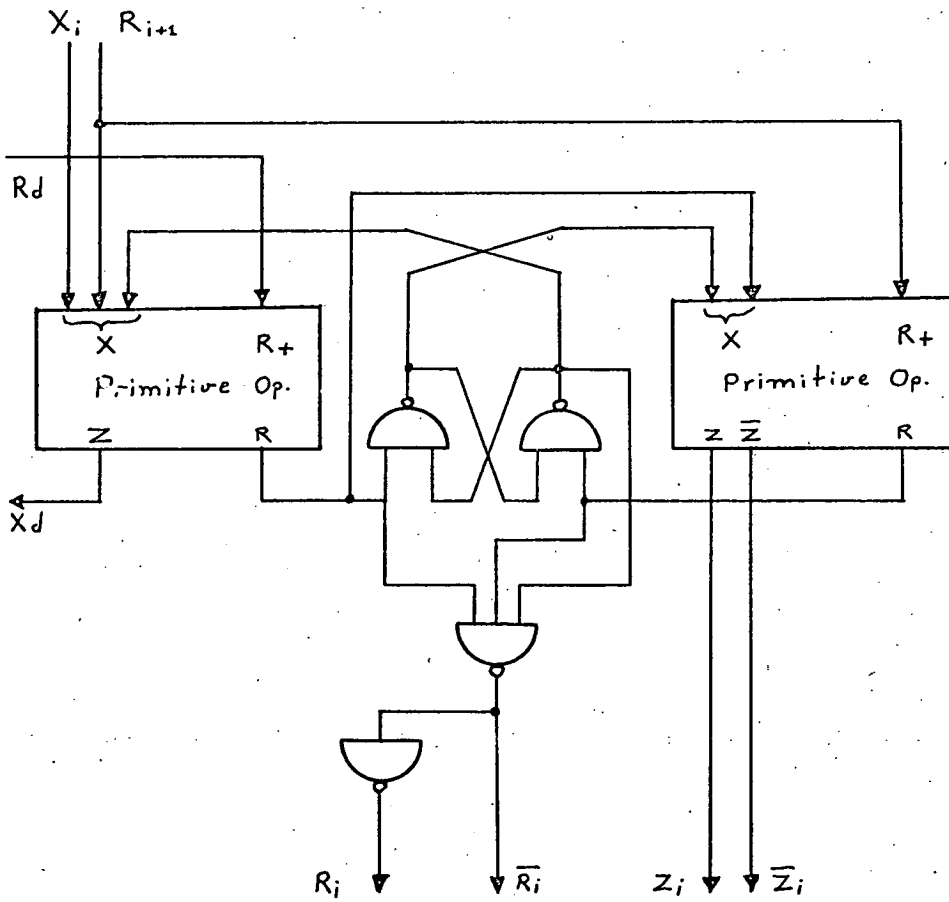 Xᵢ Rᵢ₊₁
Rd
X R+
Primitive Op.
Z R
X R+
Primitive Op.
Z Z̅ R
Xd
Rᵢ R̅ᵢ Zᵢ Z̅ᵢ